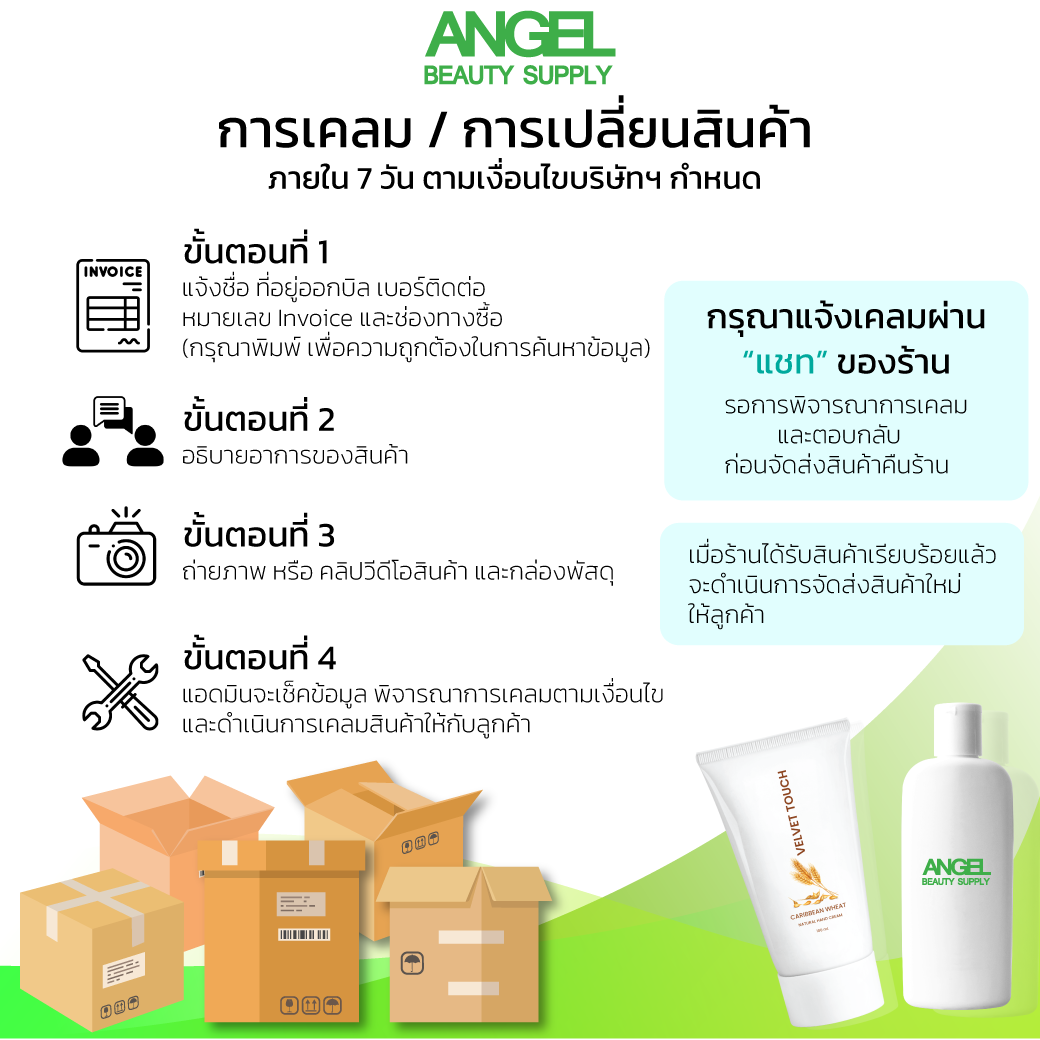 ANGEL
BEAUTY SUPPLY
การเคลม / การเปลี่ยนสินค้า
ภายใน 7 วัน ตามเงื่อนไขบริษัทฯ กำหนด
INVOICE
ขั้นตอนที่ 1
แจ้งชื่อ ที่อยู่ออกบิล เบอร์ติดต่อ
หมายเลข Invoice และช่องทางซื้อ
(กรุณาพิมพ์ เพื่อความถูกต้องในการค้นหาข้อมูล)
ขั้นตอนที่ 2
อธิบายอาการของสินค้า
ขั้นตอนที่ 3
ถ่ายภาพ หรือ คลิปวีดีโอสินค้า และกล่องพัสดุ
ขั้นตอนที่ 4
แอดมินจะเช็คข้อมูล พิจารณาการเคลมตามเงื่อนไข
และดำเนินการเคลมสินค้าให้กับลูกค้า
กรุณาแจ้งเคลมผ่าน
“แชท” ของร้าน
รอการพิจารณาการเคลม
และตอบกลับ
ก่อนจัดส่งสินค้าคืนร้าน
เมื่อร้านได้รับสินค้าเรียบร้อยแล้ว
จะดำเนินการจัดส่งสินค้าใหม่
ให้ลูกค้า
VELVET TOUCH
CARIBBEAN WHEAT
NATURAL HAND CREAM
100 ml
ANGEL
BEAUTY SUPPLY